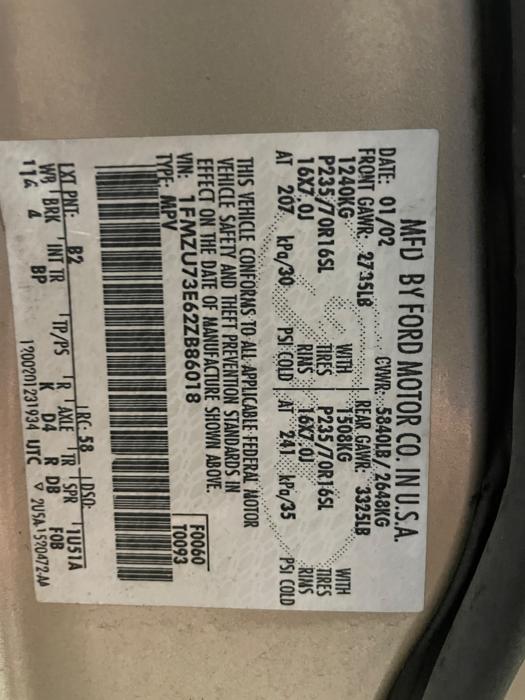 MFD BY FORD MOTOR CO. IN U.S.A.
DATE: 01/02 GVWR: 5840LB/2648KG
FRONT GAWR: 2735LB REAR GAWR: 3325LB
1240KG WITH 1508KG WITH
P235/70R16SL TIRES P235/70R16SL TIRES
16X7.0J RIMS 16X7.0J RIMS
AT 207 kPa/30 PSI COLD AT 241 kPa/35 PSI COLD
THIS VEHICLE CONFORMS TO ALL APPLICABLE FEDERAL MOTOR
VEHICLE SAFETY AND THEFT PREVENTION STANDARDS IN
EFFECT ON THE DATE OF MANUFACTURE SHOWN ABOVE.
VIN: 1FMZU73E62ZB86018 F0060
TYPE: MPV T0093
EXT PNT: B2 RC: 58 DSO:
WB BRK INT TR TP/PS R AXLE TR SPR 1U51A
114 4 BP K D4 R DB F0B
1200201231934 UTC ▽ 2U5A-1520472-AA